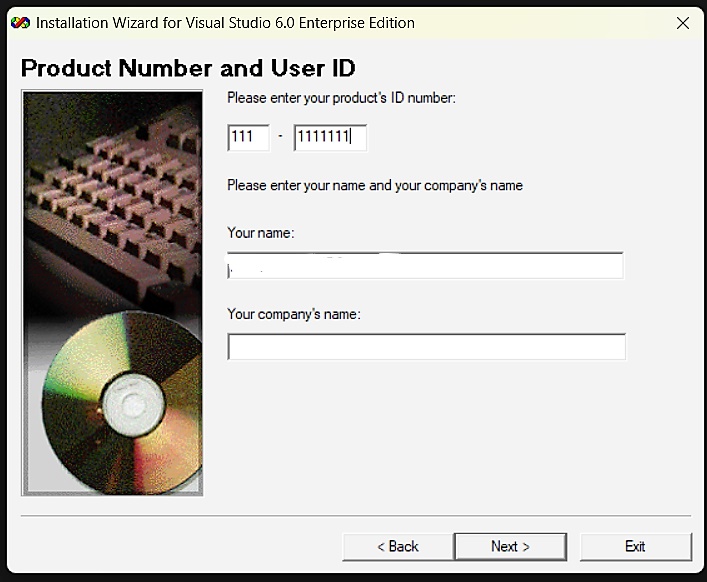 Installation Wizard for Visual Studio 6.0 Enterprise Edition
Product Number and User ID
Please enter your product's ID number:
111 - 1111111
Please enter your name and your company's name
Your name:
Your company's name:
< Back Next > Exit